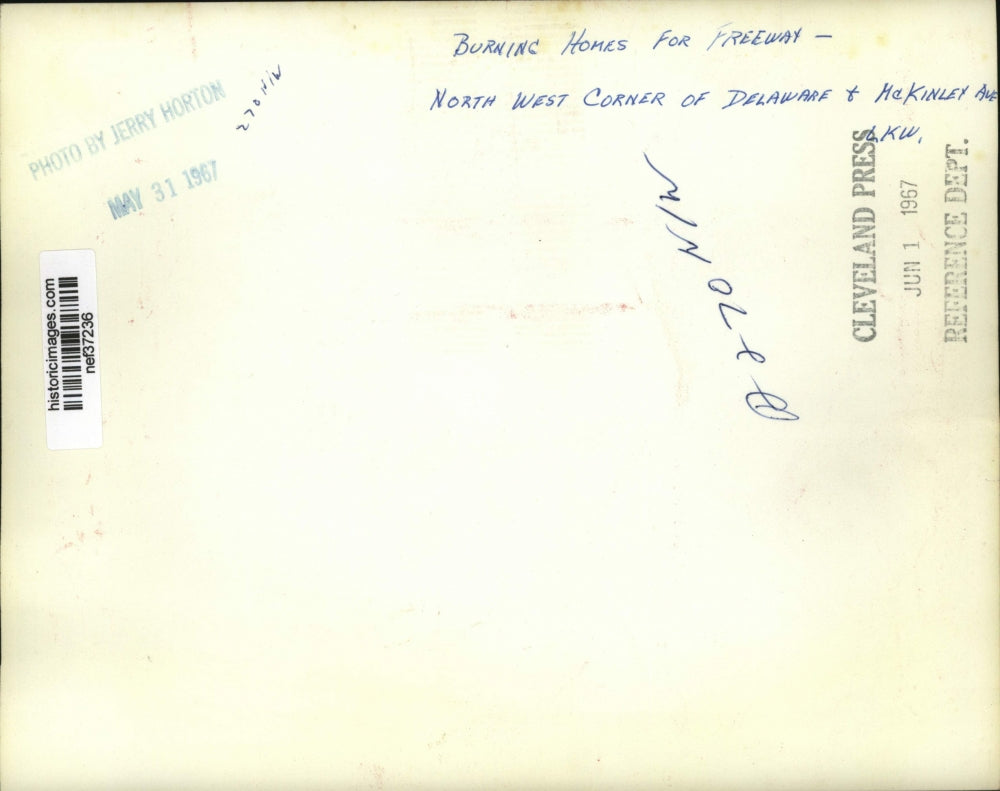 BURNING HOMES FOR FREEWAY —
NORTH WEST CORNER OF DELAWARE & McKINLEY AVE
LKW.
PHOTO BY JERRY HORTON
MAY 31 1967
270 N/W
CLEVELAND PRESS
JUN 1 1967
REFERENCE DEPT.
270 N/W
historicimages.com
nef37236